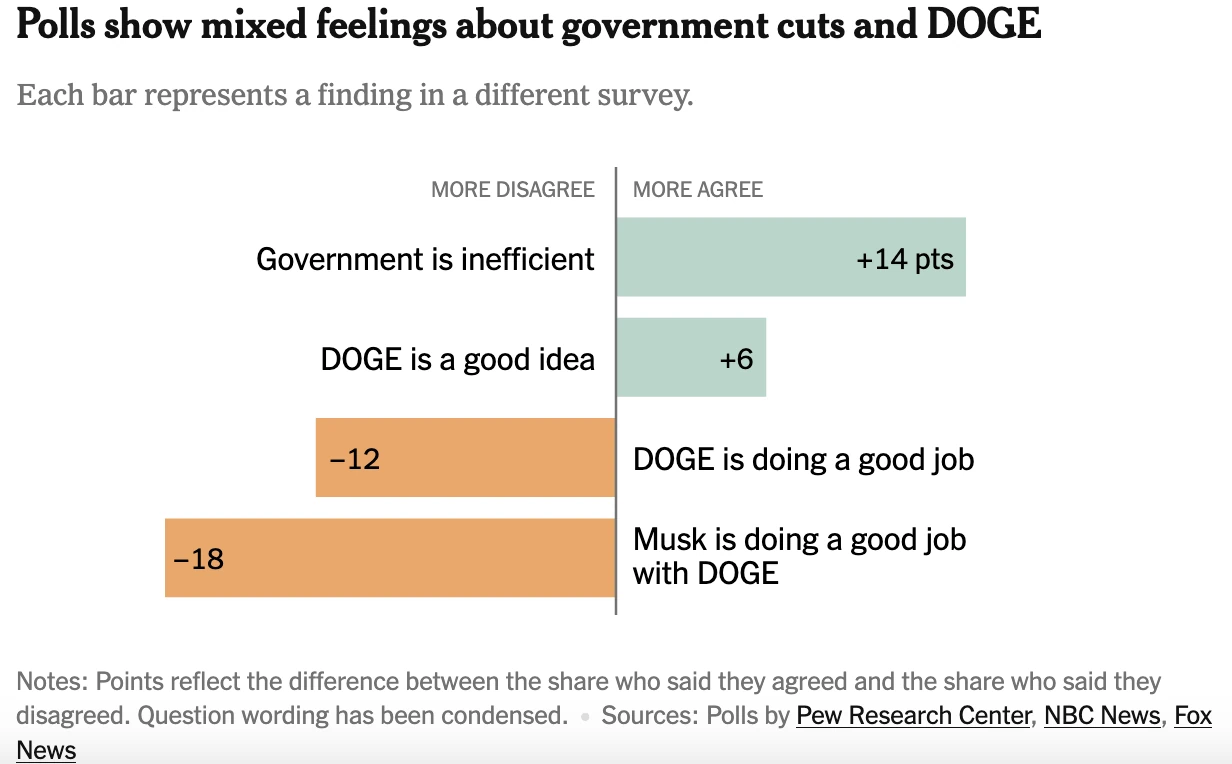 Polls show mixed feelings about government cuts and DOGE
Each bar represents a finding in a different survey.
MORE DISAGREE
MORE AGREE
Government is inefficient
+14 pts
DOGE is a good idea
+6
–12
DOGE is doing a good job
–18
Musk is doing a good job
with DOGE
Notes: Points reflect the difference between the share who said they agreed and the share who said they
disagreed. Question wording has been condensed. • Sources: Polls by Pew Research Center, NBC News, Fox
News